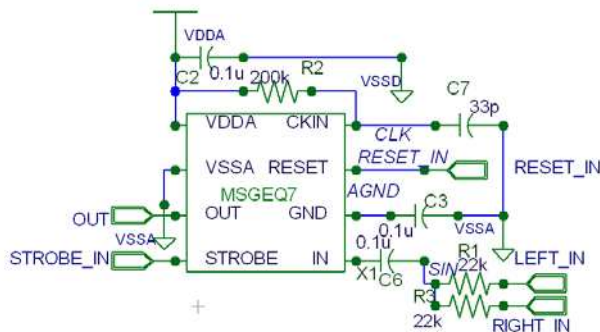 VDDA
C2
0.1u
R2
200k
VSSD
C7
33p
VDDA
CKIN
CLK
VSSA
RESET
RESET_IN
RESET_IN
MSGEQ7
AGND
OUT
OUT
GND
C3
0.1u
VSSA
VSSA
STROBE_IN
STROBE
IN
0.1u
X1
C6
SIN
R1
22k
LEFT_IN
R3
22k
RIGHT_IN